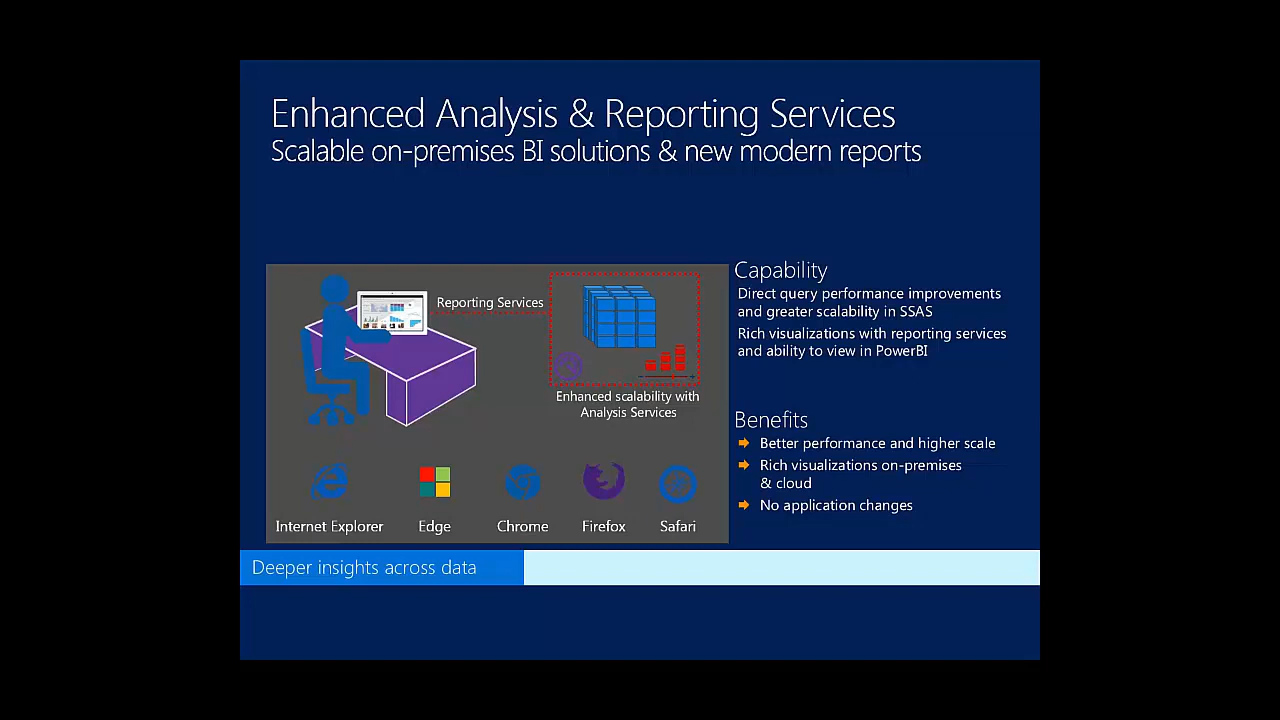 Enhanced Analysis & Reporting Services
Scalable on-premises BI solutions & new modern reports
Reporting Services
Enhanced scalability with
Analysis Services
Internet Explorer
Edge
Chrome
Firefox
Safari
Capability
Direct query performance improvements
and greater scalability in SSAS
Rich visualizations with reporting services
and ability to view in PowerBI
Benefits
Better performance and higher scale
Rich visualizations on-premises
& cloud
No application changes
Deeper insights across data